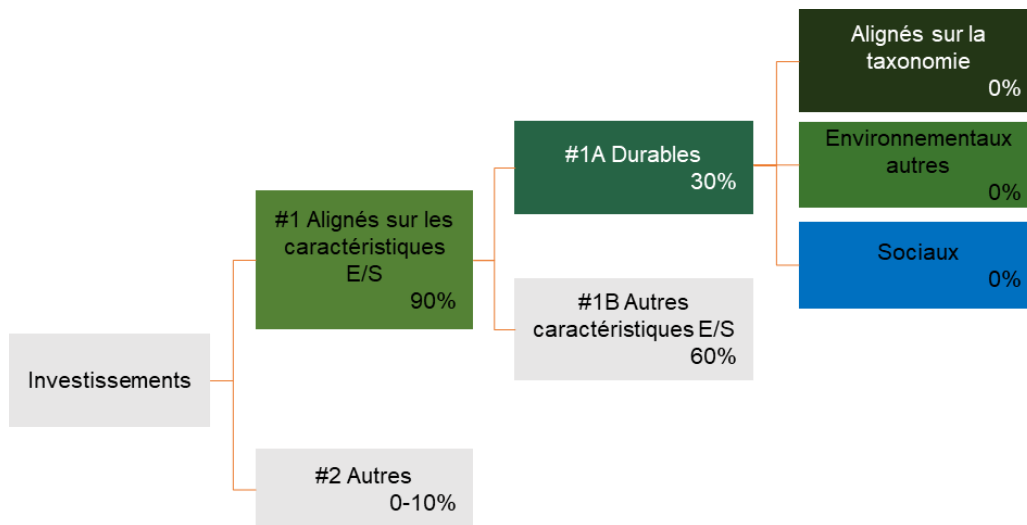 Investissements
#1 Alignés sur les
caractéristiques
E/S
90%
#2 Autres
0-10%
#1A Durables
30%
#1B Autres
caractéristiques E/S
60%
Alignés sur la
taxonomie
0%
Environnementaux
autres
0%
Sociaux
0%